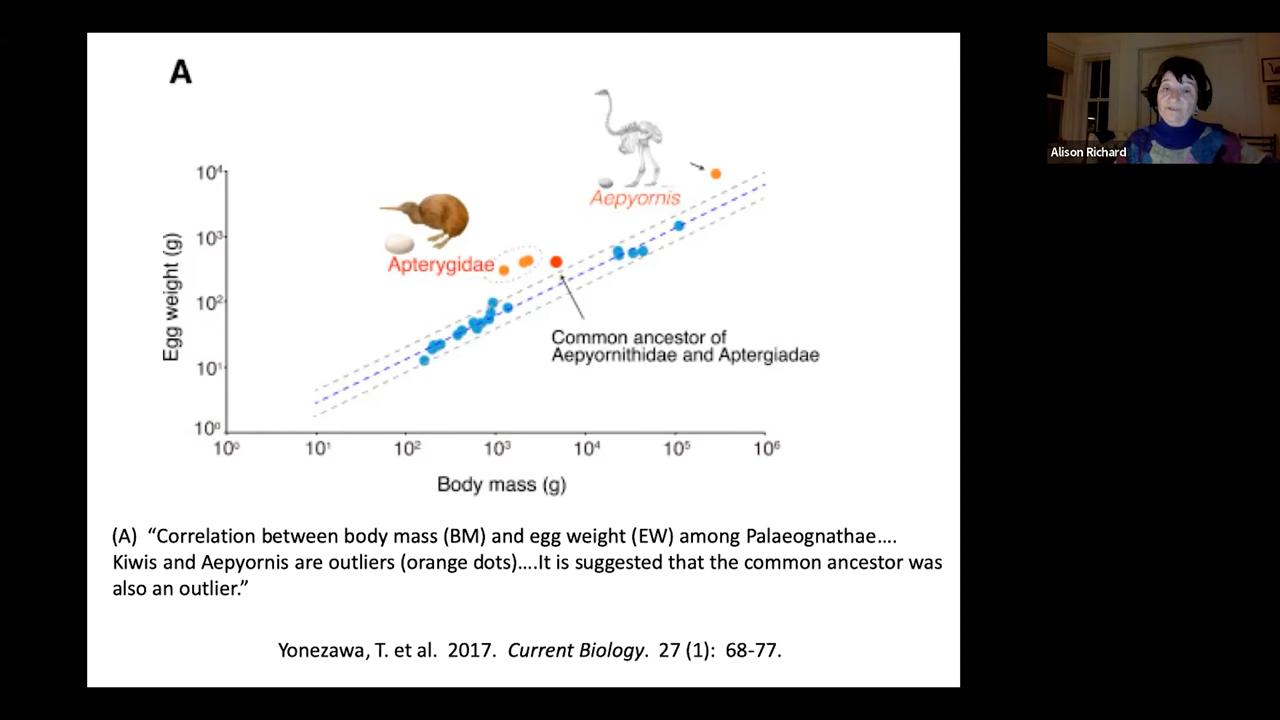 A
Alison Richard
Aepyornis
Apterygidae
Egg weight (g)
10⁴
10³
10²
10¹
10⁰
Common ancestor of
Aepyornithidae and Aptergiadae
10⁰ 10¹ 10² 10³ 10⁴ 10⁵ 10⁶
Body mass (g)
(A) “Correlation between body mass (BM) and egg weight (EW) among Palaeognathae….
Kiwis and Aepyornis are outliers (orange dots)….It is suggested that the common ancestor was
also an outlier.”
Yonezawa, T. et al. 2017. Current Biology. 27 (1): 68-77.